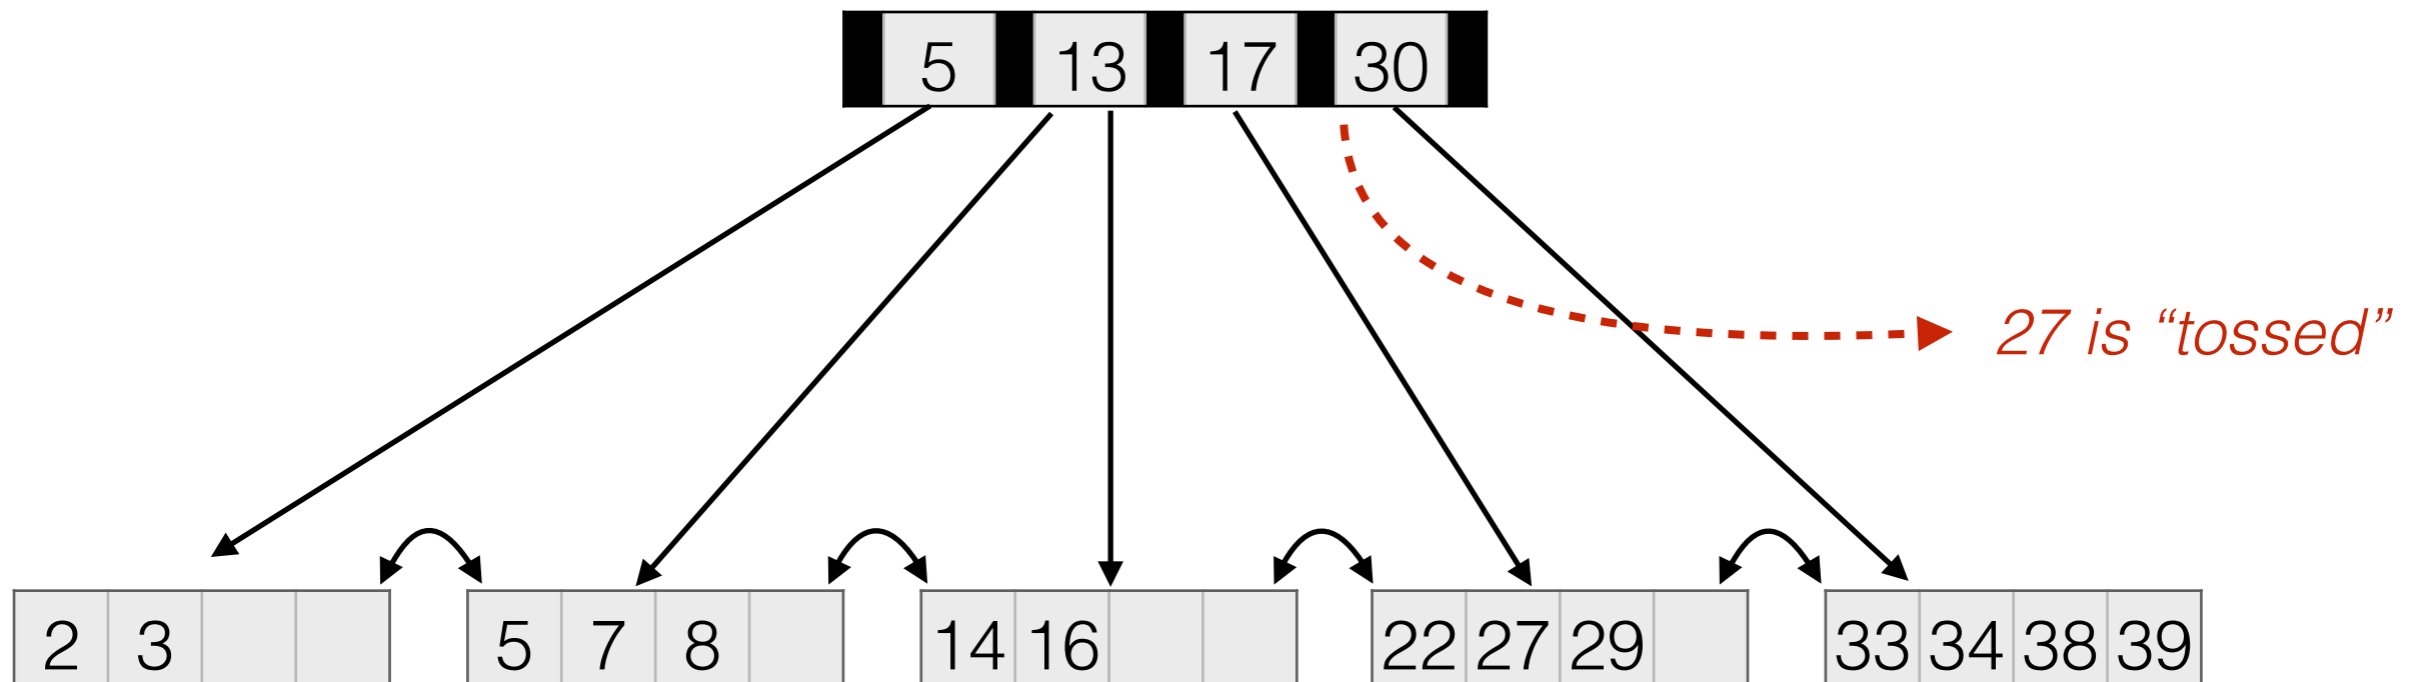 5 13 17 30
27 is “tossed”
2 3 5 7 8 14 16 22 27 29 33 34 38 39